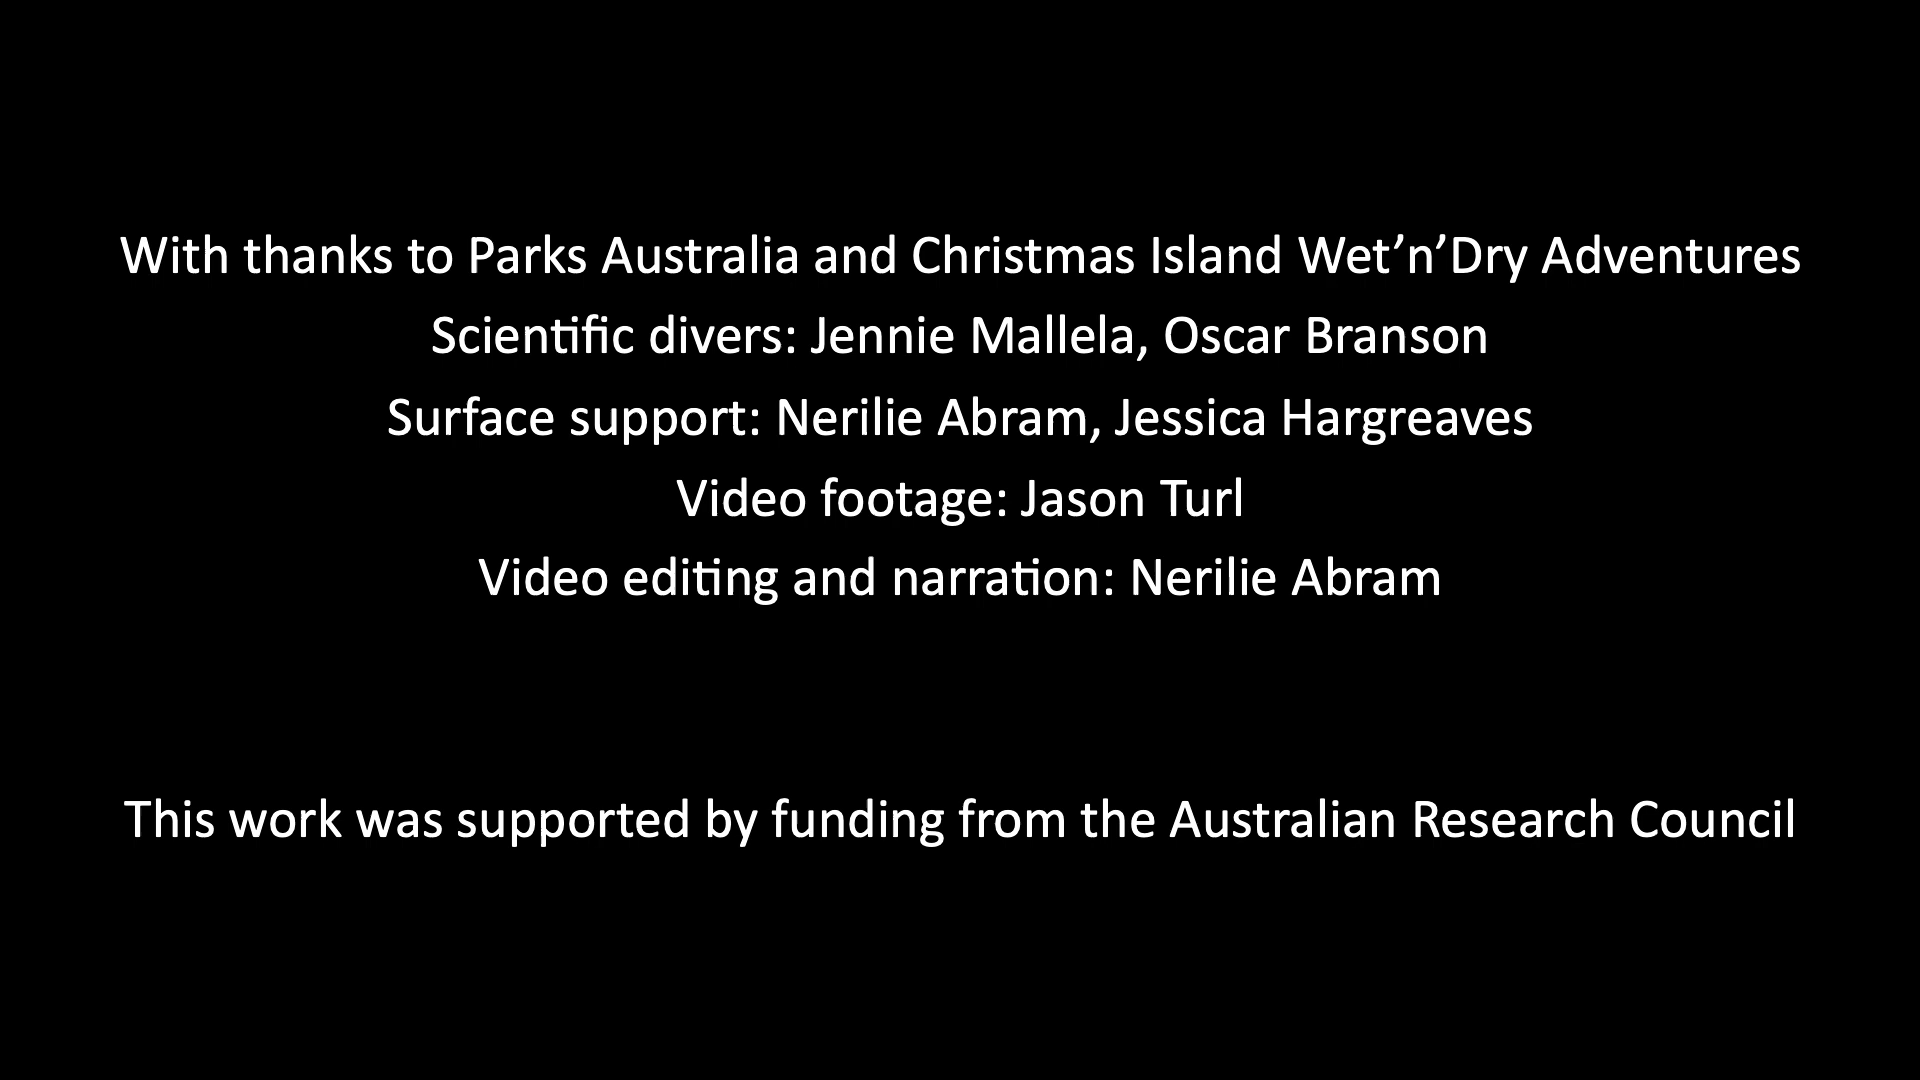 With thanks to Parks Australia and Christmas Island Wet’n’Dry Adventures
Scientific divers: Jennie Mallela, Oscar Branson
Surface support: Nerilie Abram, Jessica Hargreaves
Video footage: Jason Turl
Video editing and narration: Nerilie Abram
This work was supported by funding from the Australian Research Council